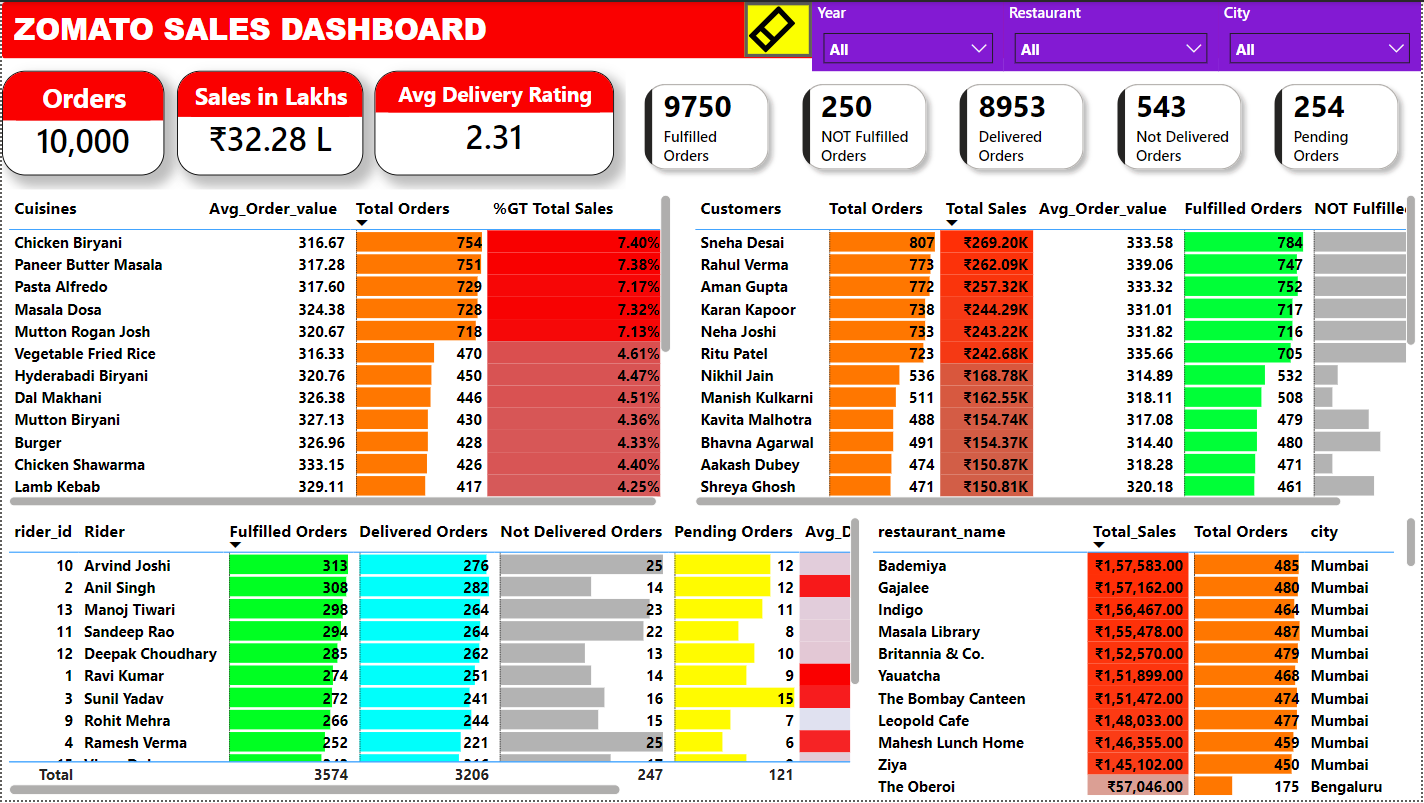 ZOMATO SALES DASHBOARD
Year
Restaurant
City
All
All
All
Orders
10,000
Sales in Lakhs
₹32.28 L
Avg Delivery Rating
2.31
9750
Fulfilled
Orders
250
NOT Fulfilled
Orders
8953
Delivered
Orders
543
Not Delivered
Orders
254
Pending
Orders
Cuisines Avg_Order_value Total Orders %GT Total Sales
Chicken Biryani 316.67 754 7.40%
Paneer Butter Masala 317.28 751 7.38%
Pasta Alfredo 317.60 729 7.17%
Masala Dosa 324.38 728 7.32%
Mutton Rogan Josh 320.67 718 7.13%
Vegetable Fried Rice 316.33 470 4.61%
Hyderabadi Biryani 320.76 450 4.47%
Dal Makhani 326.38 446 4.51%
Mutton Biryani 327.13 430 4.36%
Burger 326.96 428 4.33%
Chicken Shawarma 333.15 426 4.40%
Lamb Kebab 329.11 417 4.25%
Customers Total Orders Total Sales Avg_Order_value Fulfilled Orders NOT Fulfille
Sneha Desai 807 ₹269.20K 333.58 784
Rahul Verma 773 ₹262.09K 339.06 747
Aman Gupta 772 ₹257.32K 333.32 752
Karan Kapoor 738 ₹244.29K 331.01 717
Neha Joshi 733 ₹243.22K 331.82 716
Ritu Patel 723 ₹242.68K 335.66 705
Nikhil Jain 536 ₹168.78K 314.89 532
Manish Kulkarni 511 ₹162.55K 318.11 508
Kavita Malhotra 488 ₹154.74K 317.08 479
Bhavna Agarwal 491 ₹154.37K 314.40 480
Aakash Dubey 474 ₹150.87K 318.28 471
Shreya Ghosh 471 ₹150.81K 320.18 461
rider_id Rider Fulfilled Orders Delivered Orders Not Delivered Orders Pending Orders Avg_D
10 Arvind Joshi 313 276 25 12
2 Anil Singh 308 282 14 12
13 Manoj Tiwari 298 264 23 11
11 Sandeep Rao 294 264 22 8
12 Deepak Choudhary 285 262 13 10
1 Ravi Kumar 274 251 14 9
3 Sunil Yadav 272 241 16 15
9 Rohit Mehra 266 244 15 7
4 Ramesh Verma 252 221 25 6
Total 3574 3206 247 121
restaurant_name Total_Sales Total Orders city
Bademiya ₹1,57,583.00 485 Mumbai
Gajalee ₹1,57,162.00 480 Mumbai
Indigo ₹1,56,467.00 464 Mumbai
Masala Library ₹1,55,478.00 487 Mumbai
Britannia & Co. ₹1,52,570.00 479 Mumbai
Yauatcha ₹1,51,899.00 468 Mumbai
The Bombay Canteen ₹1,51,472.00 474 Mumbai
Leopold Cafe ₹1,48,033.00 477 Mumbai
Mahesh Lunch Home ₹1,46,355.00 459 Mumbai
Ziya ₹1,45,102.00 450 Mumbai
The Oberoi ₹57,046.00 175 Bengaluru